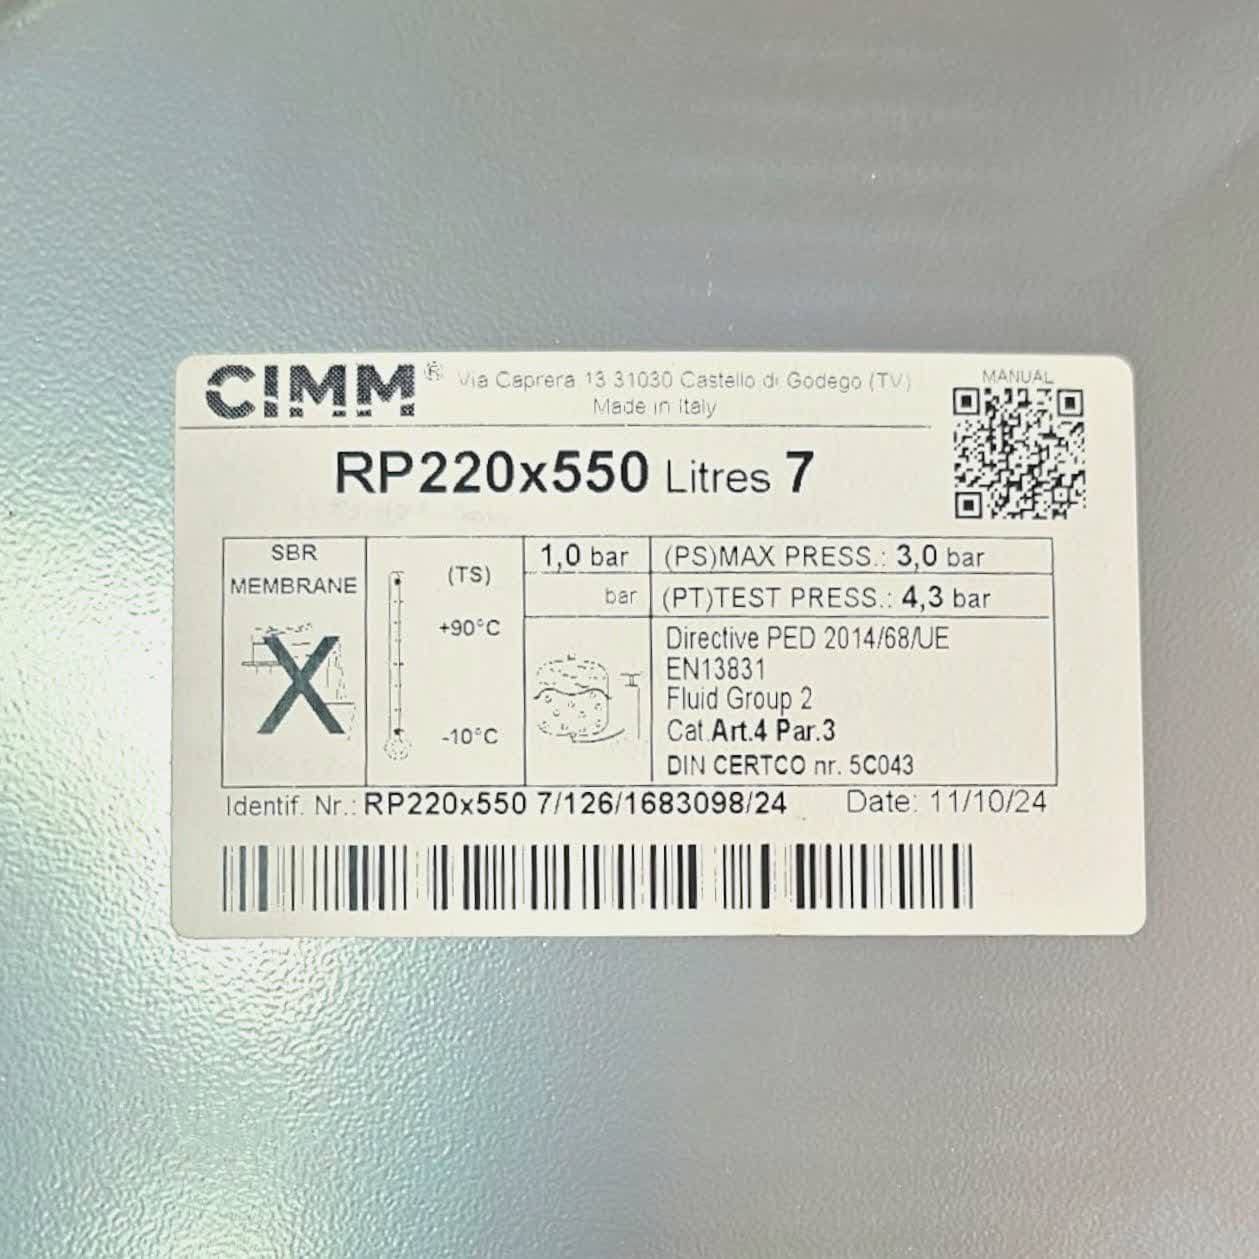 CIMM® Via Caprera 13 31030 Castello di Godego (TV)
Made in Italy
MANUAL
RP220x550 Litres 7
SBR
MEMBRANE
X
(TS)
+90°C
-10°C
1,0 bar
bar
(PS)MAX PRESS.: 3,0 bar
(PT)TEST PRESS.: 4,3 bar
Directive PED 2014/68/UE
EN13831
Fluid Group 2
Cat.Art.4 Par.3
DIN CERTCO nr. 5C043
Identif. Nr.: RP220x550 7/126/1683098/24 Date: 11/10/24